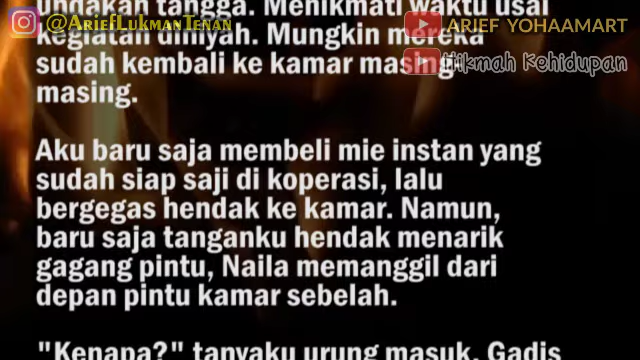 undakan tangga. Menikmati waktu usai
@AriefLukmanTenan
ARIEF YOHAAMART
kegiatan diniyah. Mungkin mereka
Hikmah Kehidupan
sudah kembali ke kamar masing-
masing.
Aku baru saja membeli mie instan yang
sudah siap saji di koperasi, lalu
bergegas hendak ke kamar. Namun,
baru saja tanganku hendak menarik
gagang pintu, Naila memanggil dari
depan pintu kamar sebelah.
"Kenapa?" tanyaku urung masuk. Gadis